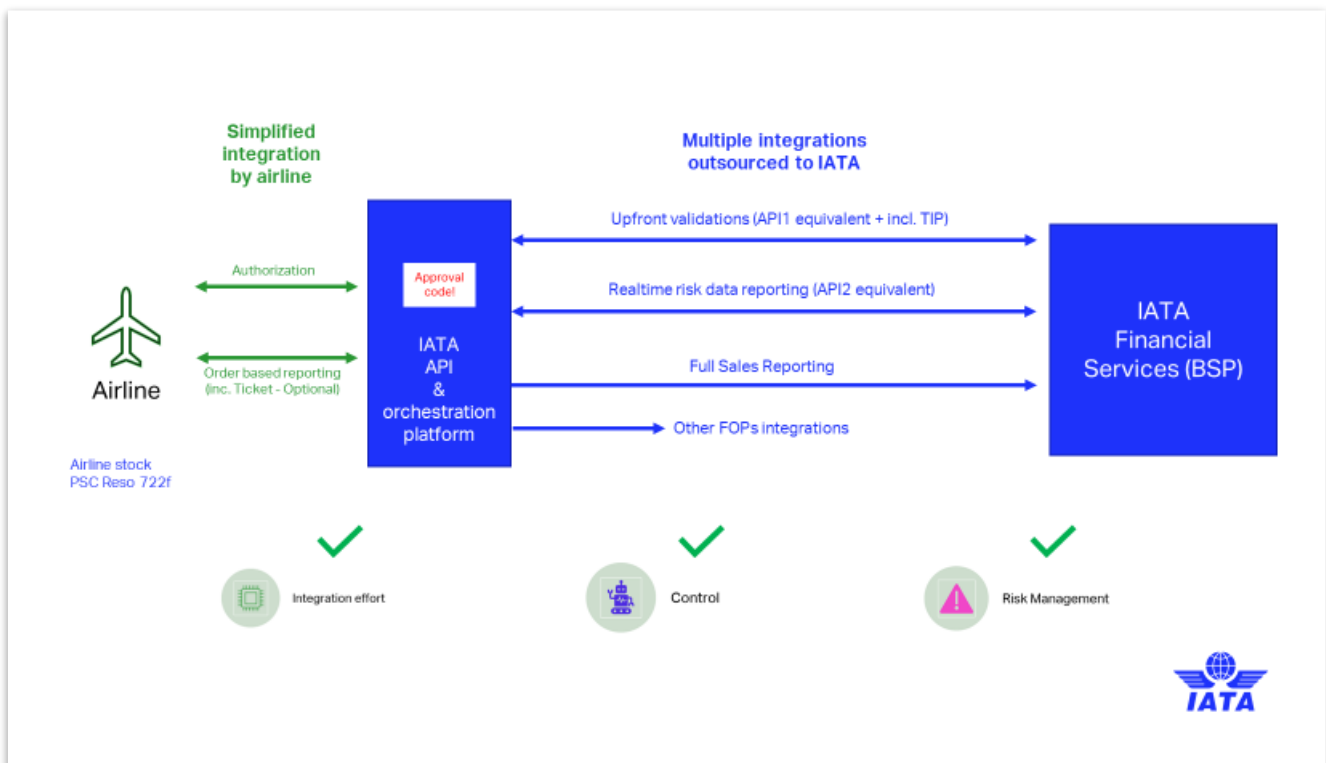 Simplified
integration
by airline
Multiple integrations
outsourced to IATA
Upfront validations (API1 equivalent + incl. TIP)
Authorization
Approval
code!
Realtime risk data reporting (API2 equivalent)
IATA
API
&
orchestration
platform
IATA
Financial
Services (BSP)
Order based reporting
(inc. Ticket - Optional)
Full Sales Reporting
Other FOPs integrations
Airline
Airline stock
PSC Reso 722f
Integration effort
Control
Risk Management
IATA